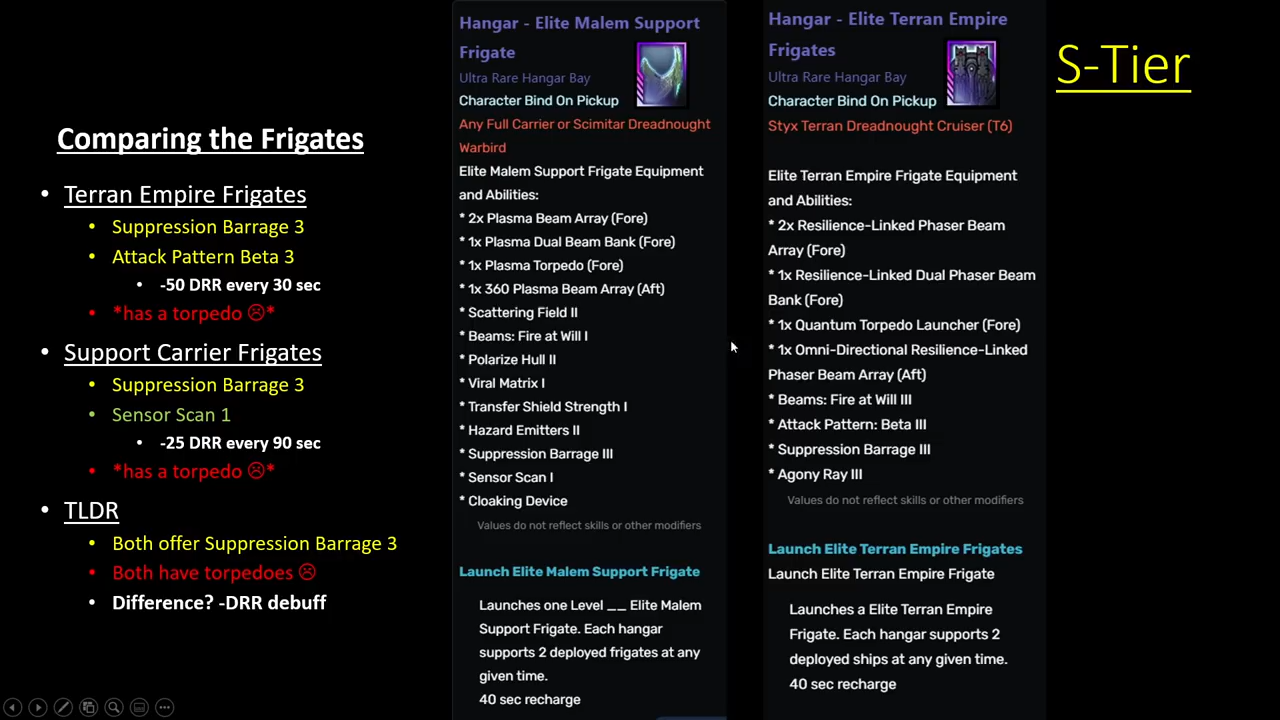 Comparing the Frigates
• Terran Empire Frigates
• Suppression Barrage 3
• Attack Pattern Beta 3
• -50 DRR every 30 sec
• *has a torpedo ☹*
• Support Carrier Frigates
• Suppression Barrage 3
• Sensor Scan 1
• -25 DRR every 90 sec
• *has a torpedo ☹*
• TLDR
• Both offer Suppression Barrage 3
• Both have torpedoes ☹
• Difference? -DRR debuff
Hangar - Elite Malem Support
Frigate
Ultra Rare Hangar Bay
Character Bind On Pickup
Any Full Carrier or Scimitar Dreadnought
Warbird
Elite Malem Support Frigate Equipment
and Abilities:
* 2x Plasma Beam Array (Fore)
* 1x Plasma Dual Beam Bank (Fore)
* 1x Plasma Torpedo (Fore)
* 1x 360 Plasma Beam Array (Aft)
* Scattering Field II
* Beams: Fire at Will I
* Polarize Hull II
* Viral Matrix I
* Transfer Shield Strength I
* Hazard Emitters II
* Suppression Barrage III
* Sensor Scan I
* Cloaking Device
Values do not reflect skills or other modifiers
Launch Elite Malem Support Frigate
Launches one Level __ Elite Malem
Support Frigate. Each hangar
supports 2 deployed frigates at any
given time.
40 sec recharge
Hangar - Elite Terran Empire
Frigates
Ultra Rare Hangar Bay
Character Bind On Pickup
Styx Terran Dreadnought Cruiser (T6)
Elite Terran Empire Frigate Equipment
and Abilities:
* 2x Resilience-Linked Phaser Beam
Array (Fore)
* 1x Resilience-Linked Dual Phaser Beam
Bank (Fore)
* 1x Quantum Torpedo Launcher (Fore)
* 1x Omni-Directional Resilience-Linked
Phaser Beam Array (Aft)
* Beams: Fire at Will III
* Attack Pattern: Beta III
* Suppression Barrage III
* Agony Ray III
Values do not reflect skills or other modifiers
Launch Elite Terran Empire Frigates
Launch Elite Terran Empire Frigate
Launches a Elite Terran Empire
Frigate. Each hangar supports 2
deployed ships at any given time.
40 sec recharge
S-Tier